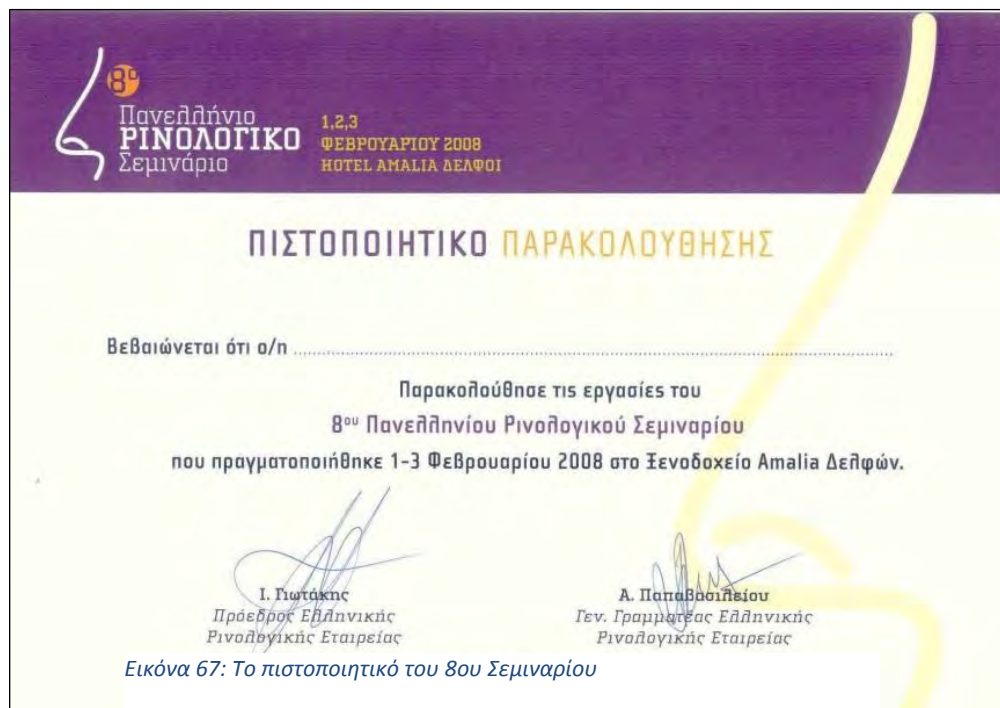 8ο
Πανελλήνιο
ΡΙΝΟΛΟΓΙΚΟ
Σεμινάριο
1,2,3
ΦΕΒΡΟΥΑΡΙΟΥ 2008
HOTEL AMALIA ΔΕΛΦΟΙ
ΠΙΣΤΟΠΟΙΗΤΙΚΟ ΠΑΡΑΚΟΛΟΥΘΗΣΗΣ
Βεβαιώνεται ότι ο/η
Παρακολούθησε τις εργασίες του
8ου Πανελληνίου Ρινολογικού Σεμιναρίου
που πραγματοποιήθηκε 1-3 Φεβρουαρίου 2008 στο Ξενοδοχείο Amalia Δελφών.
Ι. Γιωτάκης
Πρόεδρος Ελληνικής
Ρινολογικής Εταιρείας
Α. Παπαβασιλείου
Γεν. Γραμματέας Ελληνικής
Ρινολογικής Εταιρείας
Εικόνα 67: Το πιστοποιητικό του 8ου Σεμιναρίου